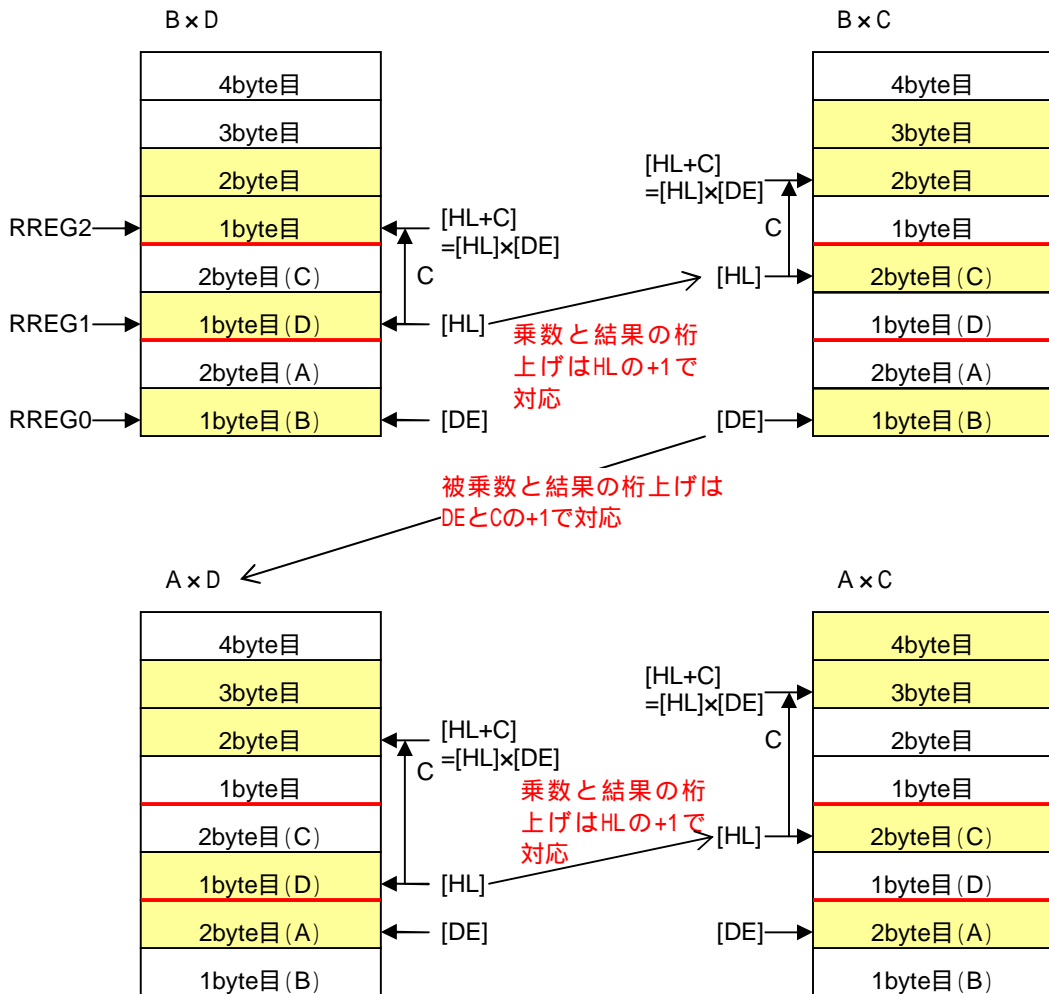 B×D
4byte目
3byte目
2byte目
1byte目
2byte目(C)
1byte目(D)
2byte目(A)
1byte目(B)
RREG2
RREG1
RREG0
[HL+C]
=[HL]×[DE]
C
[HL]
[DE]
乗数と結果の桁
上げはHLの+1で
対応
B×C
4byte目
3byte目
2byte目
1byte目
2byte目(C)
1byte目(D)
2byte目(A)
1byte目(B)
[HL+C]
=[HL]×[DE]
C
[HL]
[DE]
被乗数と結果の桁上げは
DEとCの+1で対応
A×D
4byte目
3byte目
2byte目
1byte目
2byte目(C)
1byte目(D)
2byte目(A)
1byte目(B)
[HL+C]
=[HL]×[DE]
C
[HL]
[DE]
乗数と結果の桁
上げはHLの+1で
対応
A×C
4byte目
3byte目
2byte目
1byte目
2byte目(C)
1byte目(D)
2byte目(A)
1byte目(B)
[HL+C]
=[HL]×[DE]
C
[HL]
[DE]